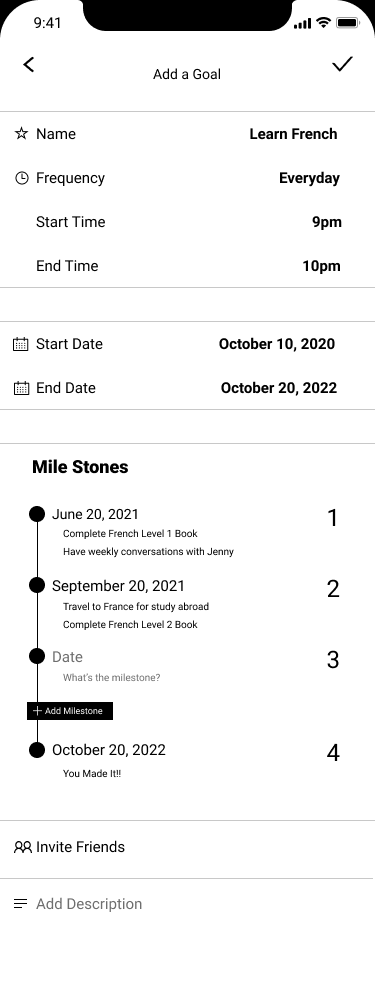 9:41
Add a Goal
Name Learn French
Frequency Everyday
Start Time 9pm
End Time 10pm
Start Date October 10, 2020
End Date October 20, 2022
Mile Stones
June 20, 2021 1
Complete French Level 1 Book
Have weekly conversations with Jenny
September 20, 2021 2
Travel to France for study abroad
Complete French Level 2 Book
Date 3
What's the milestone?
Add Milestone
October 20, 2022 4
You Made It!!
Invite Friends
Add Description